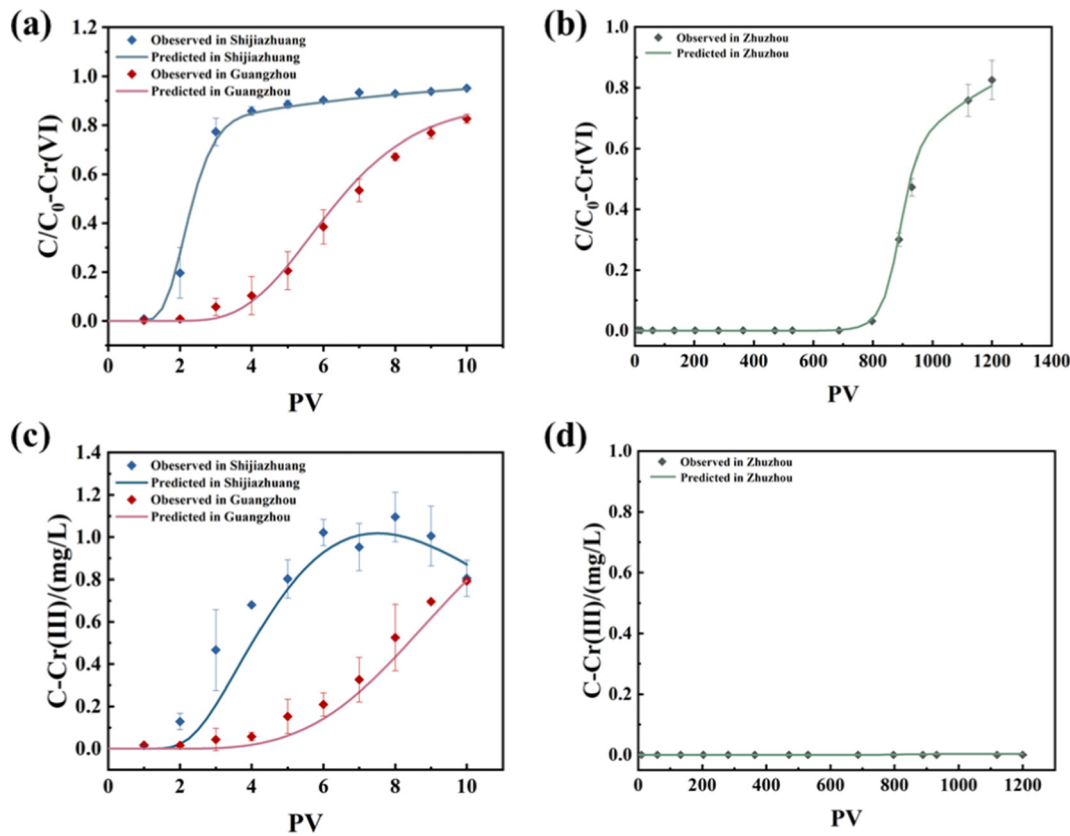 (a)
Obeserved in Shijiazhuang
Predicted in Shijiazhuang
Obeserved in Guangzhou
Predicted in Guangzhou
C/C₀-Cr(VI)
1.2
1.0
0.8
0.6
0.4
0.2
0.0
0 2 4 6 8 10
PV
(b)
Observed in Zhuzhou
Predicted in Zhuzhou
C/C₀-Cr(VI)
1.0
0.8
0.6
0.4
0.2
0.0
0 200 400 600 800 1000 1200 1400
PV
(c)
Obeserved in Shijiazhuang
Predicted in Shijiazhuang
Obeserved in Guangzhou
Predicted in Guangzhou
C-Cr(III)/(mg/L)
1.4
1.2
1.0
0.8
0.6
0.4
0.2
0.0
0 2 4 6 8 10
PV
(d)
Observed in Zhuzhou
Predicted in Zhuzhou
C-Cr(III)/(mg/L)
1.0
0.8
0.6
0.4
0.2
0.0
0 200 400 600 800 1000 1200
PV